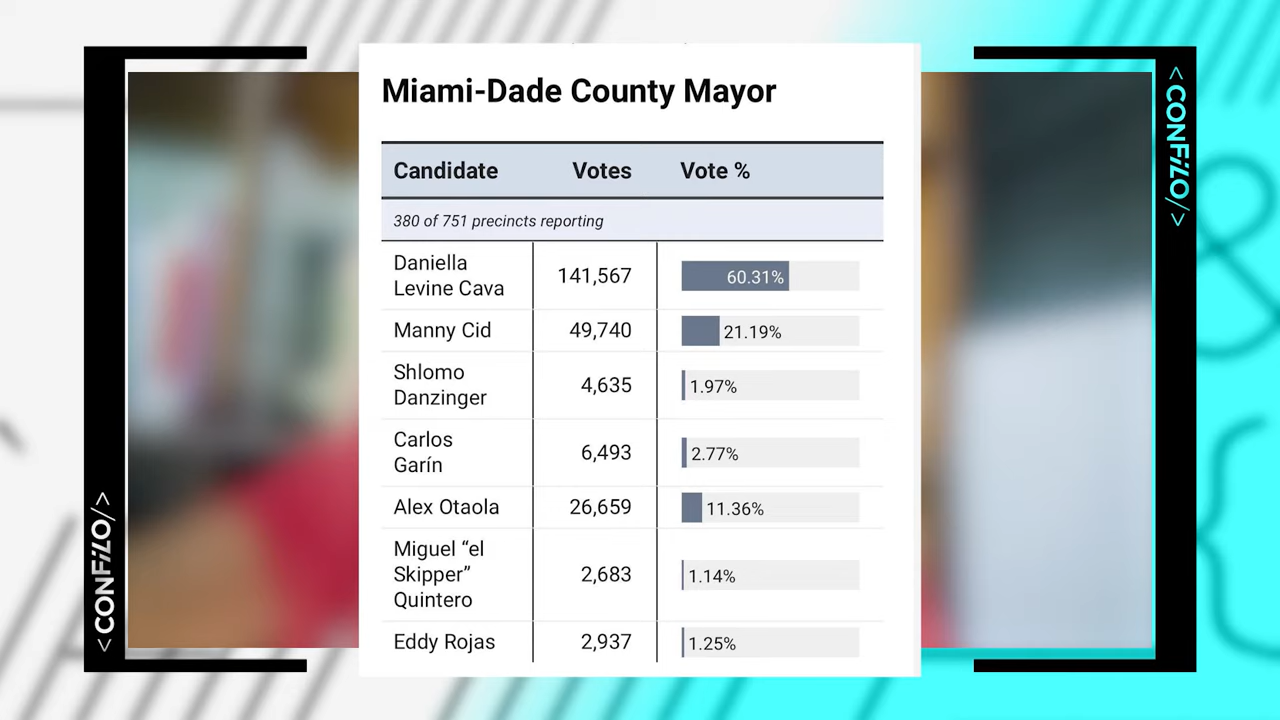 Miami-Dade County Mayor
Candidate Votes Vote %
380 of 751 precincts reporting
Daniella
Levine Cava 141,567 60.31%
Manny Cid 49,740 21.19%
Shlomo
Danzinger 4,635 1.97%
Carlos
Garín 6,493 2.77%
Alex Otaola 26,659 11.36%
Miguel “el
Skipper”
Quintero 2,683 1.14%
Eddy Rojas 2,937 1.25%
<CONFiLO/>
<CONFiLO/>